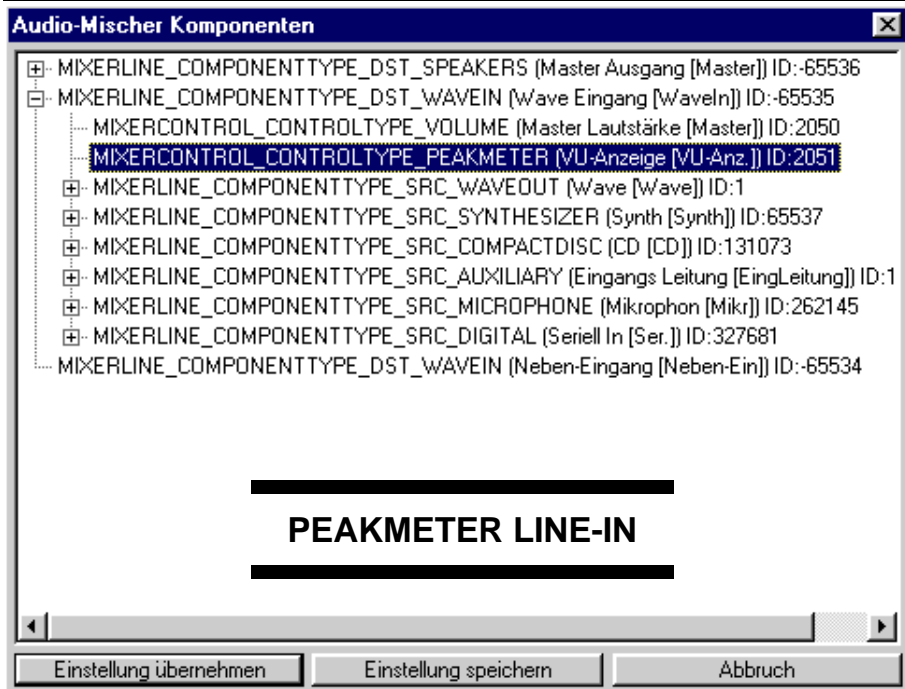 Audio-Mischer Komponenten
MIXERLINE_COMPONENTTYPE_DST_SPEAKERS (Master Ausgang [Master]) ID:-65536
MIXERLINE_COMPONENTTYPE_DST_WAVEIN (Wave Eingang [WaveIn]) ID:-65535
MIXERCONTROL_CONTROLTYPE_VOLUME (Master Lautstärke [Master]) ID:2050
MIXERCONTROL_CONTROLTYPE_PEAKMETER (VU-Anzeige [VU-Anz.]) ID:2051
MIXERLINE_COMPONENTTYPE_SRC_WAVEOUT (Wave [Wave]) ID:1
MIXERLINE_COMPONENTTYPE_SRC_SYNTHESIZER (Synth [Synth]) ID:65537
MIXERLINE_COMPONENTTYPE_SRC_COMPACTDISC (CD [CD]) ID:131073
MIXERLINE_COMPONENTTYPE_SRC_AUXILIARY (Eingangs Leitung [EingLeitung]) ID:1
MIXERLINE_COMPONENTTYPE_SRC_MICROPHONE (Mikrophon [Mikr]) ID:262145
MIXERLINE_COMPONENTTYPE_SRC_DIGITAL (Seriell In [Ser.]) ID:327681
MIXERLINE_COMPONENTTYPE_DST_WAVEIN (Neben-Eingang [Neben-Ein]) ID:-65534
PEAKMETER LINE-IN
Einstellung übernehmen
Einstellung speichern
Abbruch